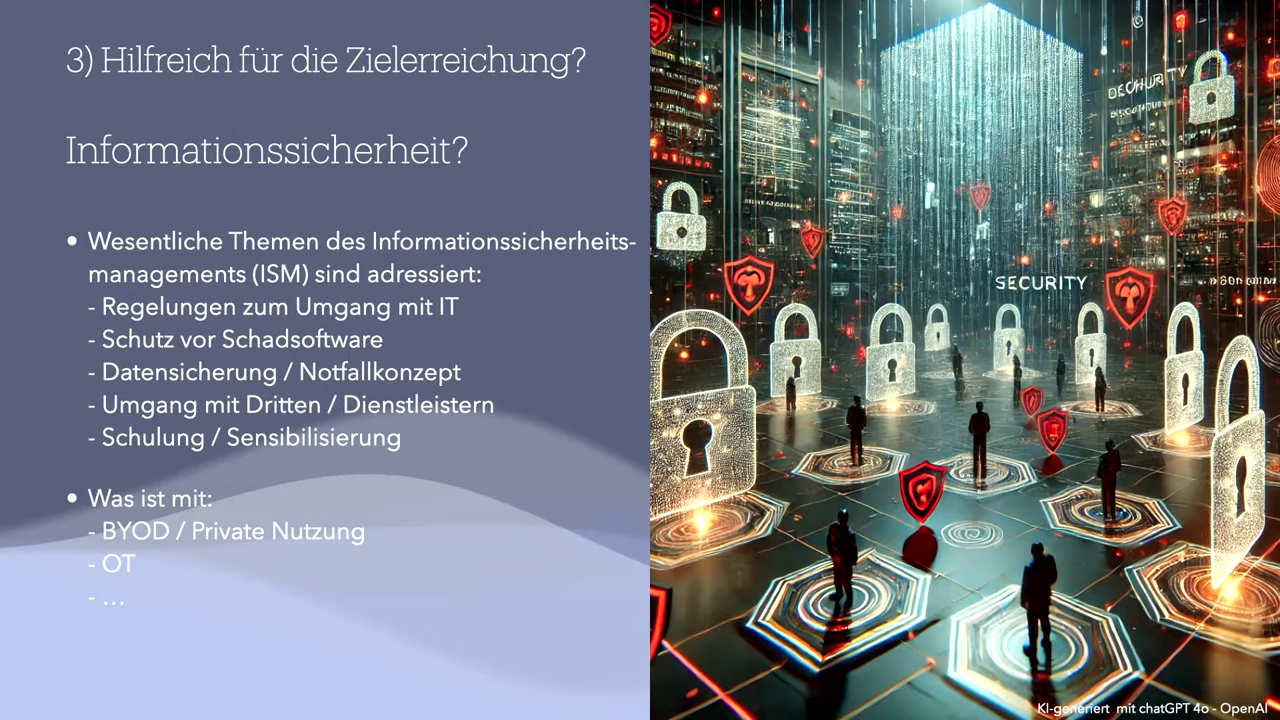 3) Hilfreich für die Zielerreichung?
Informationssicherheit?
• Wesentliche Themen des Informationssicherheits-
managements (ISM) sind adressiert:
- Regelungen zum Umgang mit IT
- Schutz vor Schadsoftware
- Datensicherung / Notfallkonzept
- Umgang mit Dritten / Dienstleistern
- Schulung / Sensibilisierung
• Was ist mit:
- BYOD / Private Nutzung
- OT
- ...
SECURITY
KI-generiert mit chatGPT 4o - OpenAI